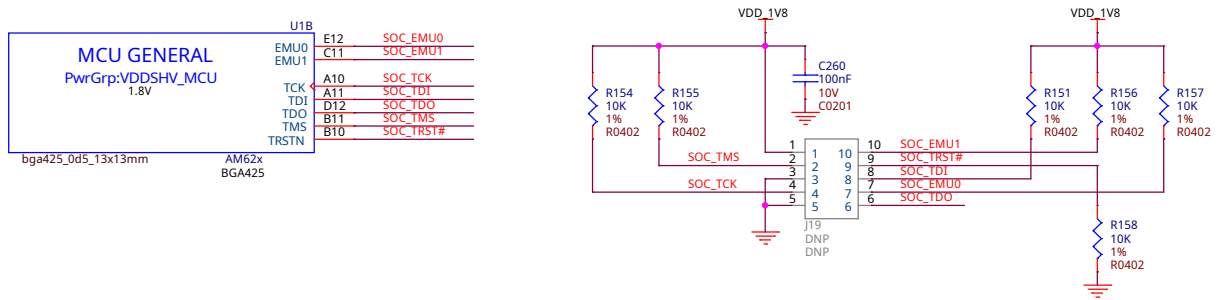 U1B
MCU GENERAL
PwrGrp:VDDSHV_MCU
1.8V
EMU0 E12 SOC_EMU0
EMU1 C11 SOC_EMU1
TCK A10 SOC_TCK
TDI A11 SOC_TDI
TDO D12 SOC_TDO
TMS B11 SOC_TMS
TRSTN B10 SOC_TRST#
bga425_0d5_13x13mm
AM62x
BGA425
VDD_1V8
R154
10K
1%
R0402
R155
10K
1%
R0402
C260
100nF
10V
C0201
VDD_1V8
R151
10K
1%
R0402
R156
10K
1%
R0402
R157
10K
1%
R0402
1 1 10 10 SOC_EMU1
SOC_TMS 2 2 9 9 SOC_TRST#
3 3 8 8 SOC_TDI
SOC_TCK 4 4 7 7 SOC_EMU0
5 5 6 6 SOC_TDO
J19
DNP
DNP
R158
10K
1%
R0402